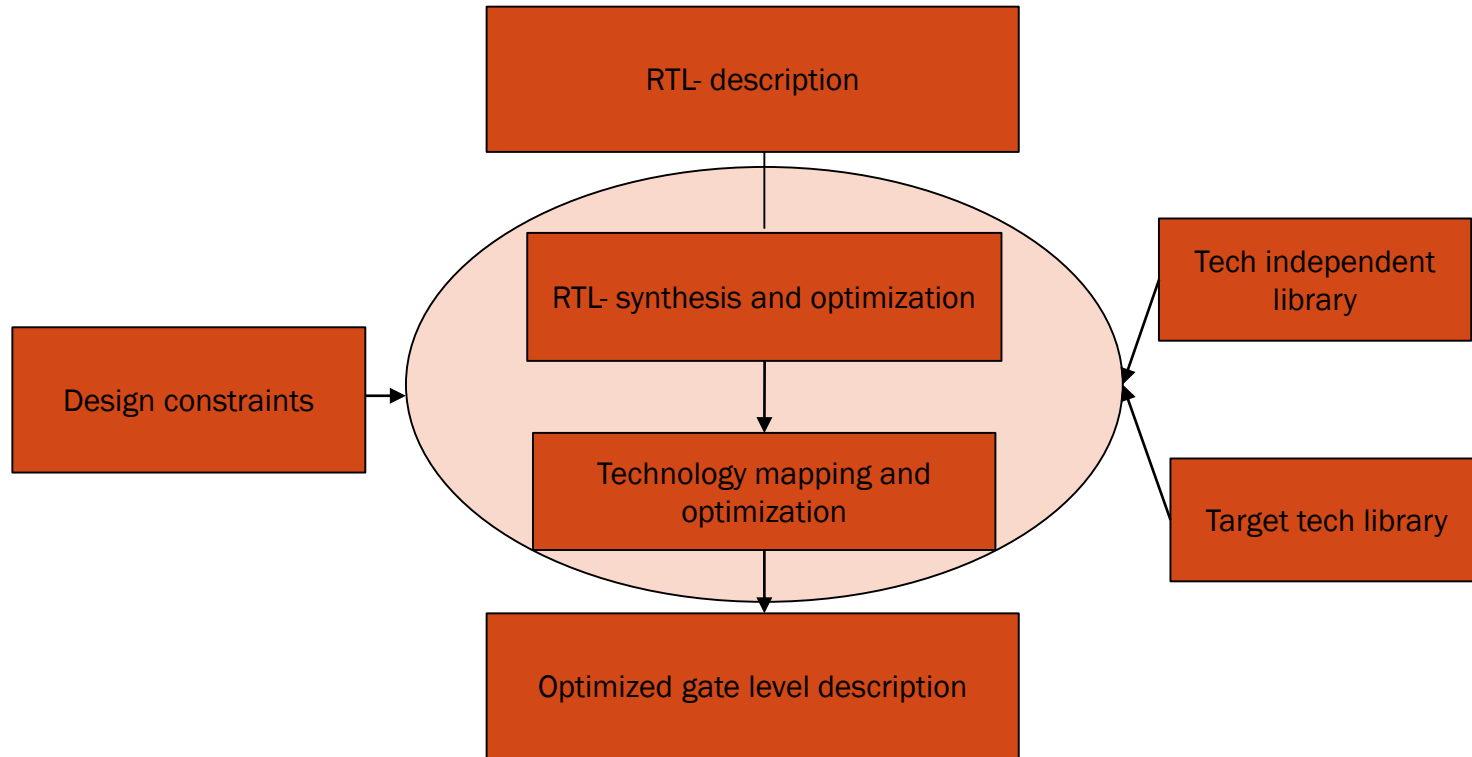 RTL- description
RTL- synthesis and optimization
Tech independent
library
Design constraints
Technology mapping and
optimization
Target tech library
Optimized gate level description